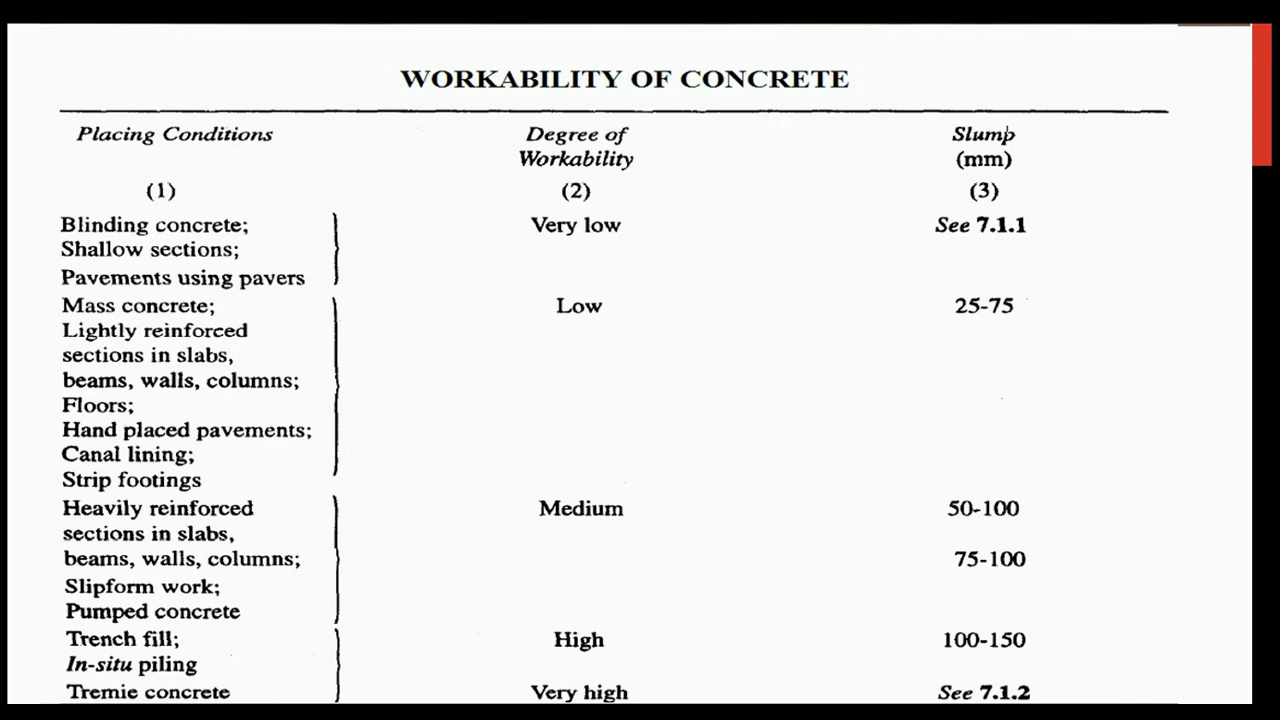 WORKABILITY OF CONCRETE
Placing Conditions Degree of Slump
Workability (mm)
(1) (2) (3)
Blinding concrete; Very low See 7.1.1
Shallow sections;
Pavements using pavers
Mass concrete; Low 25-75
Lightly reinforced
sections in slabs,
beams, walls, columns;
Floors;
Hand placed pavements;
Canal lining;
Strip footings
Heavily reinforced Medium 50-100
sections in slabs,
beams, walls, columns; 75-100
Slipform work;
Pumped concrete
Trench fill; High 100-150
In-situ piling
Tremie concrete Very high See 7.1.2